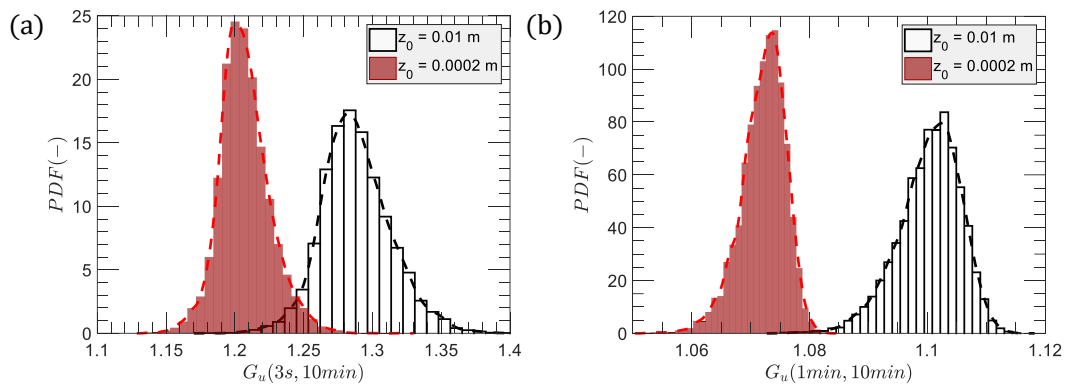 (a)
25
20
15
10
5
0
PDF(−)
z0 = 0.01 m
z0 = 0.0002 m
1.1 1.15 1.2 1.25 1.3 1.35 1.4
Gu(3s, 10min)
(b)
120
100
80
60
40
20
0
PDF(−)
z0 = 0.01 m
z0 = 0.0002 m
1.06 1.08 1.1 1.12
Gu(1min, 10min)